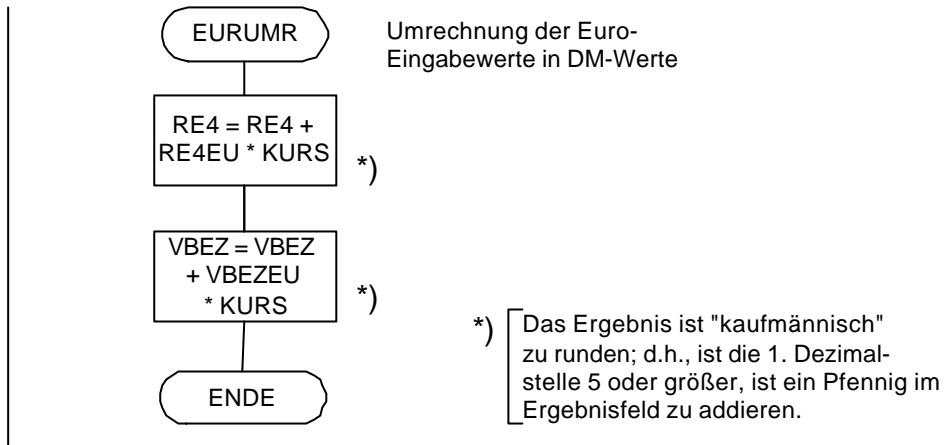 EURUMR
Umrechnung der Euro-
Eingabewerte in DM-Werte
RE4 = RE4 +
RE4EU * KURS
*)
VBEZ = VBEZ
+ VBEZEU
* KURS
*)
*)
Das Ergebnis ist "kaufmännisch"
zu runden; d.h., ist die 1. Dezimal-
stelle 5 oder größer, ist ein Pfennig im
Ergebnisfeld zu addieren.
ENDE